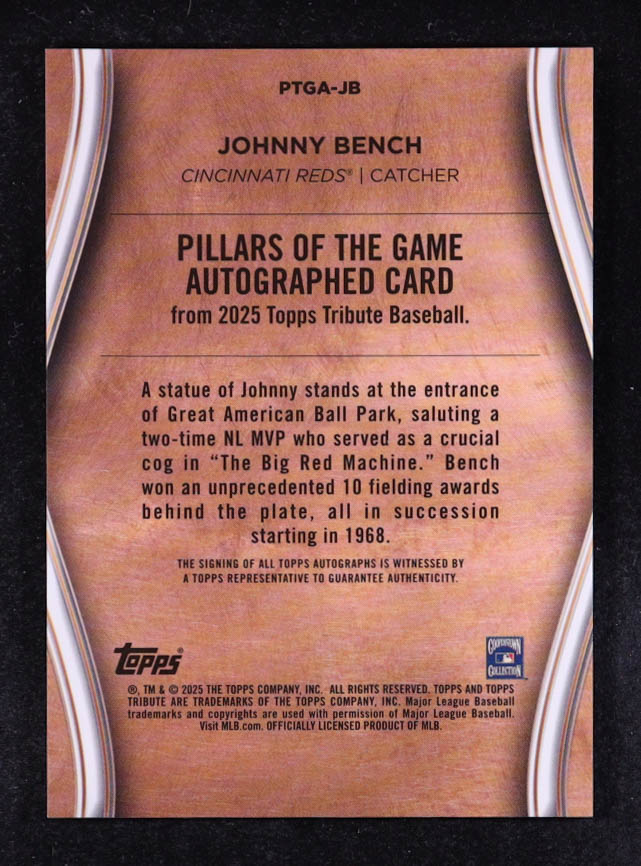 PTGA-JB
JOHNNY BENCH
CINCINNATI REDS® | CATCHER
PILLARS OF THE GAME
AUTOGRAPHED CARD
from 2025 Topps Tribute Baseball.
A statue of Johnny stands at the entrance
of Great American Ball Park, saluting a
two-time NL MVP who served as a crucial
cog in “The Big Red Machine.” Bench
won an unprecedented 10 fielding awards
behind the plate, all in succession
starting in 1968.
THE SIGNING OF ALL TOPPS AUTOGRAPHS IS WITNESSED BY
A TOPPS REPRESENTATIVE TO GUARANTEE AUTHENTICITY.
topps®
COOPERSTOWN
COLLECTION
®, TM & © 2025 THE TOPPS COMPANY, INC. ALL RIGHTS RESERVED. TOPPS AND TOPPS
TRIBUTE ARE TRADEMARKS OF THE TOPPS COMPANY, INC. Major League Baseball
trademarks and copyrights are used with permission of Major League Baseball.
Visit MLB.com. OFFICIALLY LICENSED PRODUCT OF MLB.